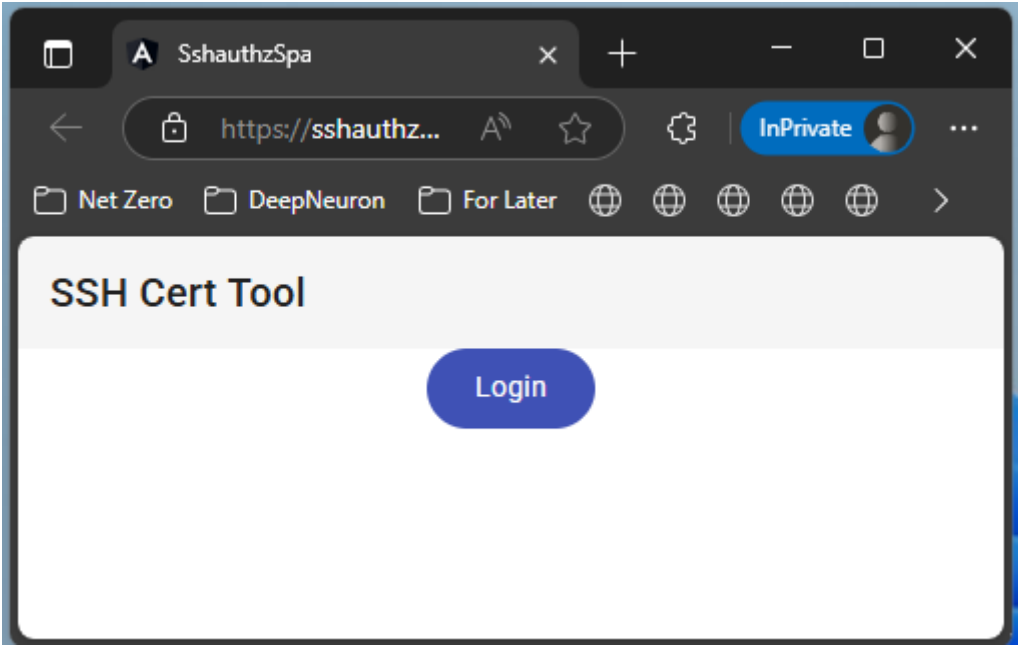 SshauthzSpa
https://sshauthz...
InPrivate
Net Zero
DeepNeuron
For Later
SSH Cert Tool
Login